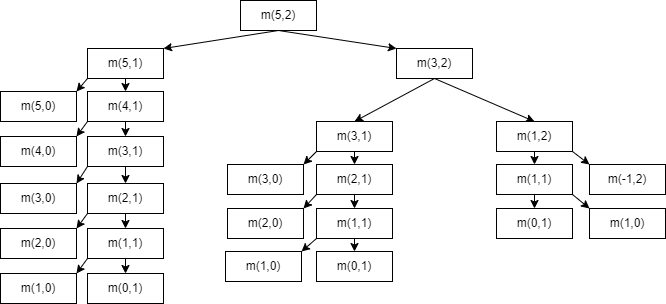 m(5,2)
m(5,1) m(3,2)
m(5,0) m(4,1)
m(3,1) m(1,2)
m(4,0) m(3,1)
m(3,0) m(2,1) m(1,1) m(-1,2)
m(3,0) m(2,1)
m(2,0) m(1,1) m(0,1) m(1,0)
m(2,0) m(1,1)
m(1,0) m(0,1)
m(1,0) m(0,1)